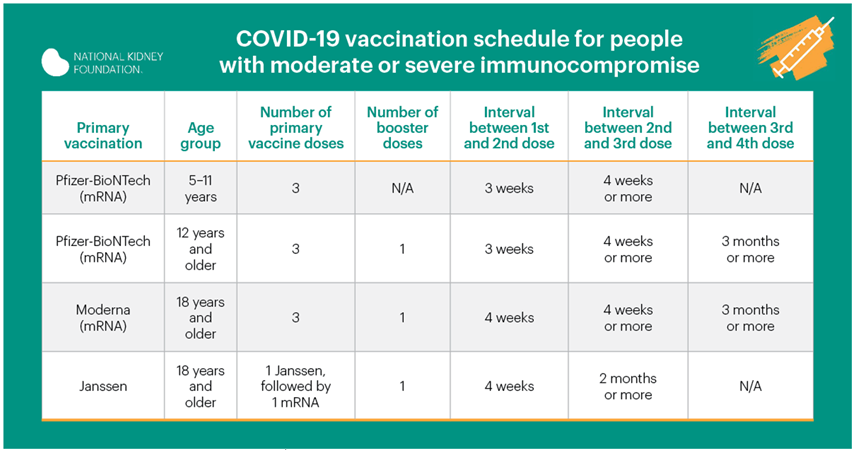 COVID-19 vaccination schedule for people
with moderate or severe immunocompromise
NATIONAL KIDNEY
FOUNDATION.
Primary
vaccination
Age
group
Number of
primary
vaccine doses
Number of
booster
doses
Interval
between 1st
and 2nd dose
Interval
between 2nd
and 3rd dose
Interval
between 3rd
and 4th dose
Pfizer-BioNTech
(mRNA)
5–11
years
3
N/A
3 weeks
4 weeks
or more
N/A
Pfizer-BioNTech
(mRNA)
12 years
and
older
3
1
3 weeks
4 weeks
or more
3 months
or more
Moderna
(mRNA)
18 years
and
older
3
1
4 weeks
4 weeks
or more
3 months
or more
Janssen
18 years
and
older
1 Janssen,
followed by
1 mRNA
1
4 weeks
2 months
or more
N/A